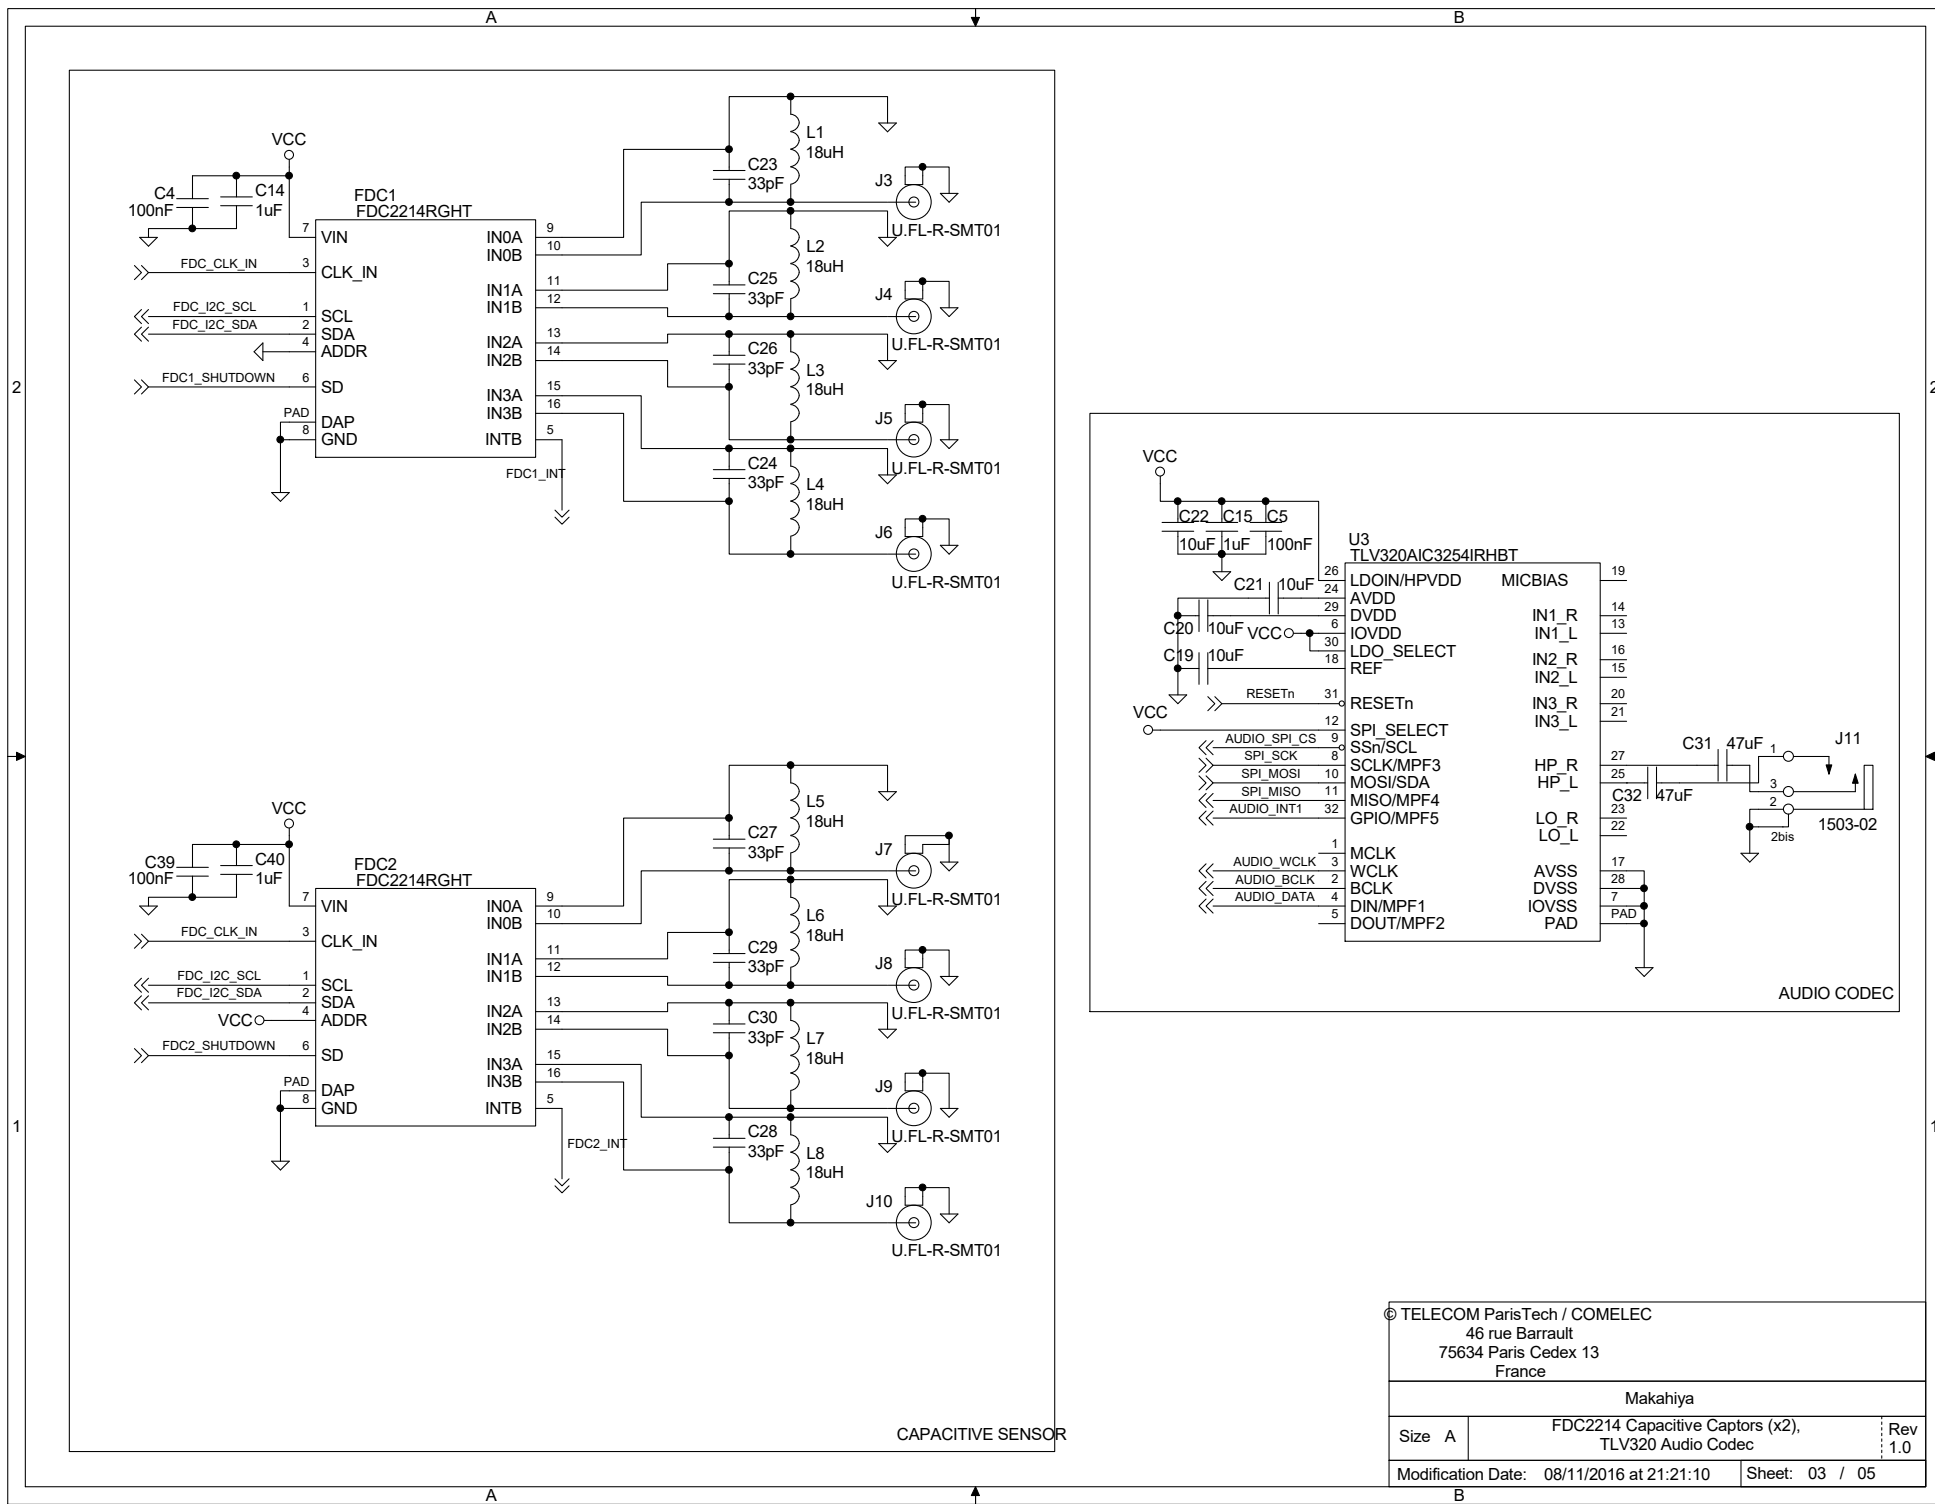 A
B
2
2
1
1
A
B
VCC
C4
100nF
C14
1uF
FDC1
FDC2214RGHT
7
VIN
FDC_CLK_IN
3
CLK_IN
FDC_I2C_SCL
1
SCL
FDC_I2C_SDA
2
SDA
4
ADDR
FDC1_SHUTDOWN
6
SD
PAD
DAP
8
GND
IN0A
9
IN0B
10
IN1A
11
IN1B
12
IN2A
13
IN2B
14
IN3A
15
IN3B
16
INTB
5
FDC1_INT
L1
18uH
C23
33pF
J3
U.FL-R-SMT01
L2
18uH
C25
33pF
J4
U.FL-R-SMT01
C26
33pF
L3
18uH
J5
U.FL-R-SMT01
C24
33pF
L4
18uH
J6
U.FL-R-SMT01
VCC
C39
100nF
C40
1uF
FDC2
FDC2214RGHT
7
VIN
FDC_CLK_IN
3
CLK_IN
FDC_I2C_SCL
1
SCL
FDC_I2C_SDA
2
SDA
VCC
4
ADDR
FDC2_SHUTDOWN
6
SD
PAD
DAP
8
GND
IN0A
9
IN0B
10
IN1A
11
IN1B
12
IN2A
13
IN2B
14
IN3A
15
IN3B
16
INTB
5
FDC2_INT
L5
18uH
C27
33pF
J7
U.FL-R-SMT01
L6
18uH
C29
33pF
J8
U.FL-R-SMT01
C30
33pF
L7
18uH
J9
U.FL-R-SMT01
C28
33pF
L8
18uH
J10
U.FL-R-SMT01
CAPACITIVE SENSOR
VCC
C22
10uF
C15
1uF
C5
100nF
U3
TLV320AIC3254IRHBT
C21 10uF
C20 10uF
VCC
C19 10uF
26
LDOIN/HPVDD
24
AVDD
29
DVDD
6
IOVDD
30
LDO_SELECT
18
REF
RESETn
31
RESETn
VCC
12
SPI_SELECT
AUDIO_SPI_CS
9
SSn/SCL
SPI_SCK
8
SCLK/MPF3
SPI_MOSI
10
MOSI/SDA
SPI_MISO
11
MISO/MPF4
AUDIO_INT1
32
GPIO/MPF5
1
MCLK
AUDIO_WCLK
3
WCLK
AUDIO_BCLK
2
BCLK
AUDIO_DATA
4
DIN/MPF1
5
DOUT/MPF2
MICBIAS
19
IN1_R
14
IN1_L
13
IN2_R
16
IN2_L
15
IN3_R
20
IN3_L
21
HP_R
27
HP_L
25
LO_R
23
LO_L
22
AVSS
17
DVSS
28
IOVSS
7
PAD
PAD
C31 47uF
C32 47uF
J11
1
3
2
2bis
1503-02
AUDIO CODEC
© TELECOM ParisTech / COMELEC
46 rue Barrault
75634 Paris Cedex 13
France
Makahiya
Size A
FDC2214 Capacitive Captors (x2),
TLV320 Audio Codec
Rev
1.0
Modification Date: 08/11/2016 at 21:21:10
Sheet: 03 / 05